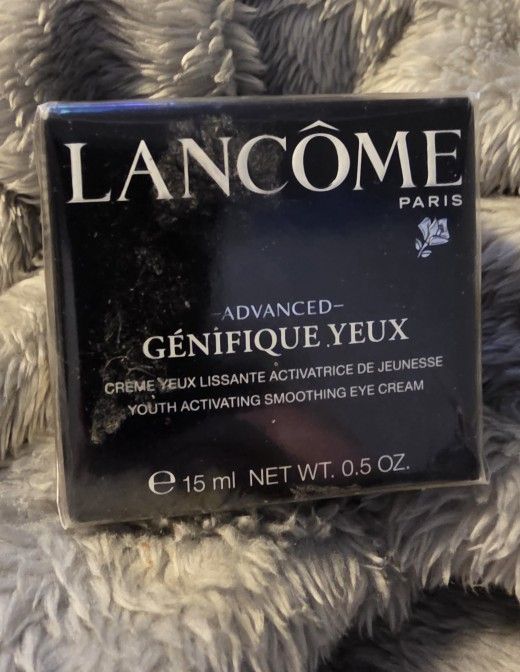 LANCÔME
PARIS
-ADVANCED-
GÉNIFIQUE YEUX
CRÈME YEUX LISSANTE ACTIVATRICE DE JEUNESSE
YOUTH ACTIVATING SMOOTHING EYE CREAM
℮ 15 ml NET WT. 0.5 OZ.